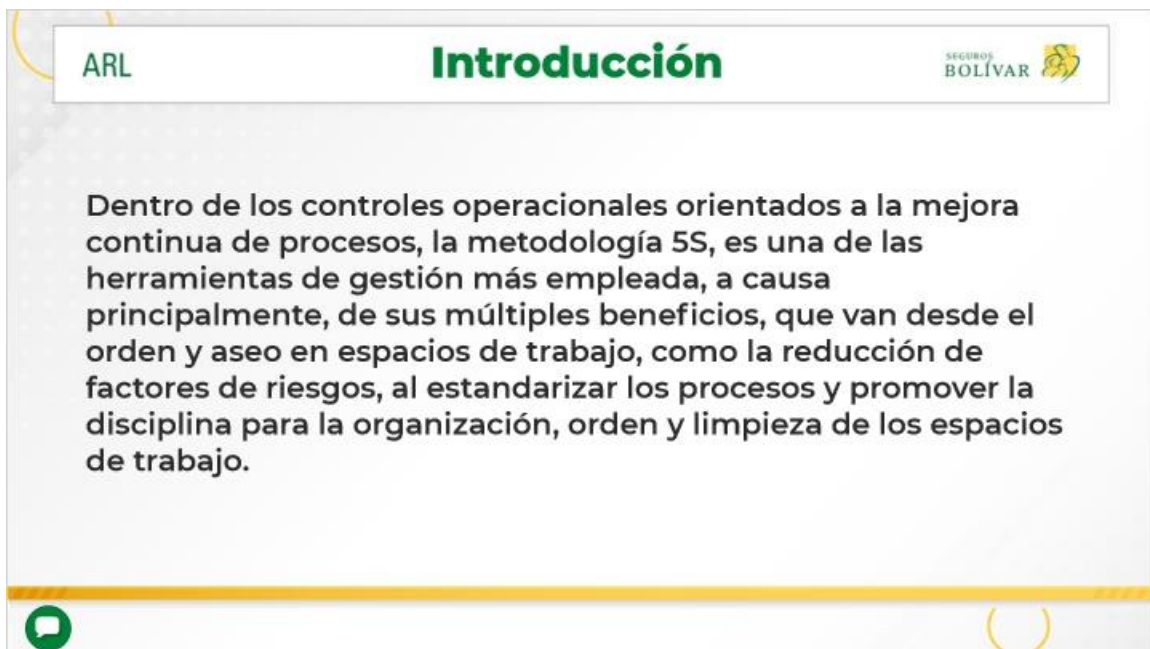 ARL
Introducción
SEGUROS
BOLÍVAR
Dentro de los controles operacionales orientados a la mejora
continua de procesos, la metodología 5S, es una de las
herramientas de gestión más empleada, a causa
principalmente, de sus múltiples beneficios, que van desde el
orden y aseo en espacios de trabajo, como la reducción de
factores de riesgos, al estandarizar los procesos y promover la
disciplina para la organización, orden y limpieza de los espacios
de trabajo.